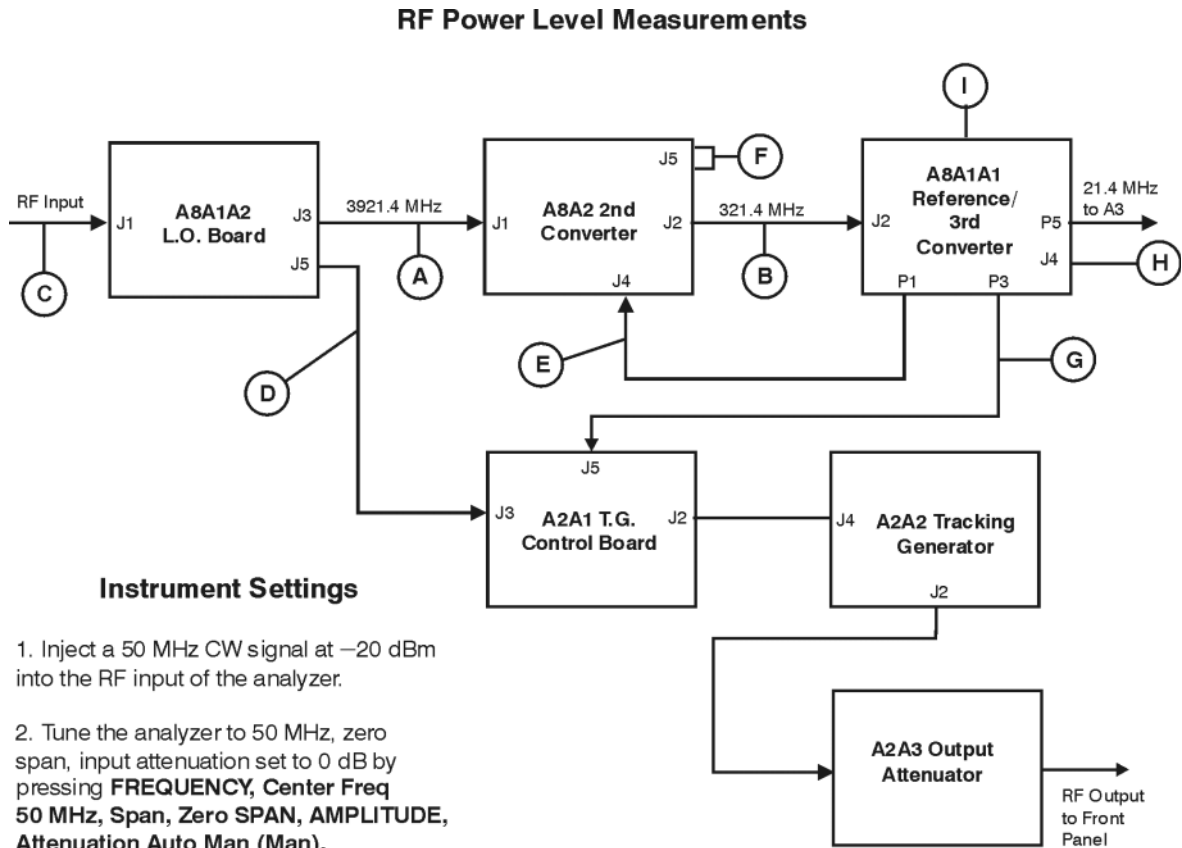 RF Power Level Measurements
I
RF Input
C
J1
A8A1A2
L.O. Board
J3
J5
3921.4 MHz
A
D
J1
A8A2 2nd
Converter
J5
J2
J4
F
321.4 MHz
B
E
J2
A8A1A1
Reference/
3rd
Converter
P5
J4
P1
P3
21.4 MHz
to A3
H
G
J5
J3
A2A1 T.G.
Control Board
J2
J4
A2A2 Tracking
Generator
J2
A2A3 Output
Attenuator
RF Output
to Front
Panel
Instrument Settings
1. Inject a 50 MHz CW signal at −20 dBm
into the RF input of the analyzer.
2. Tune the analyzer to 50 MHz, zero
span, input attenuation set to 0 dB by
pressing FREQUENCY, Center Freq
50 MHz, Span, Zero SPAN, AMPLITUDE,
Attenuation Auto Man (Man),